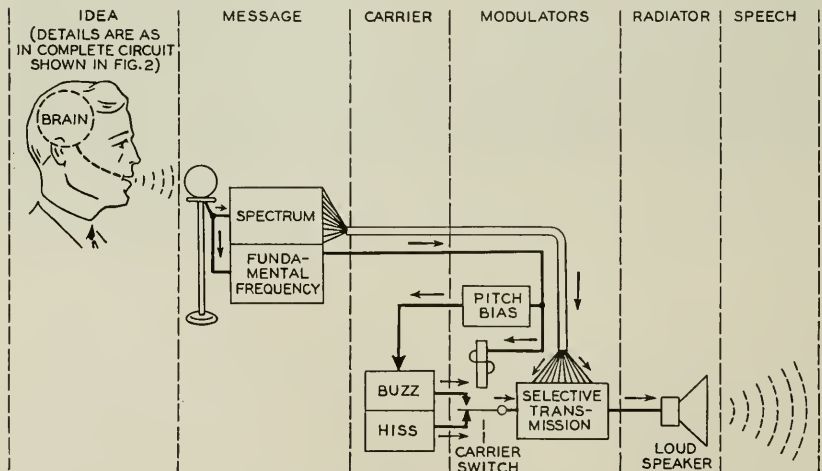 IDEA
(DETAILS ARE AS
IN COMPLETE CIRCUIT
SHOWN IN FIG. 2)
MESSAGE
CARRIER
MODULATORS
RADIATOR
SPEECH
BRAIN
SPECTRUM
FUNDA-
MENTAL
FREQUENCY
PITCH
BIAS
BUZZ
HISS
CARRIER
SWITCH
SELECTIVE
TRANS-
MISSION
LOUD
SPEAKER